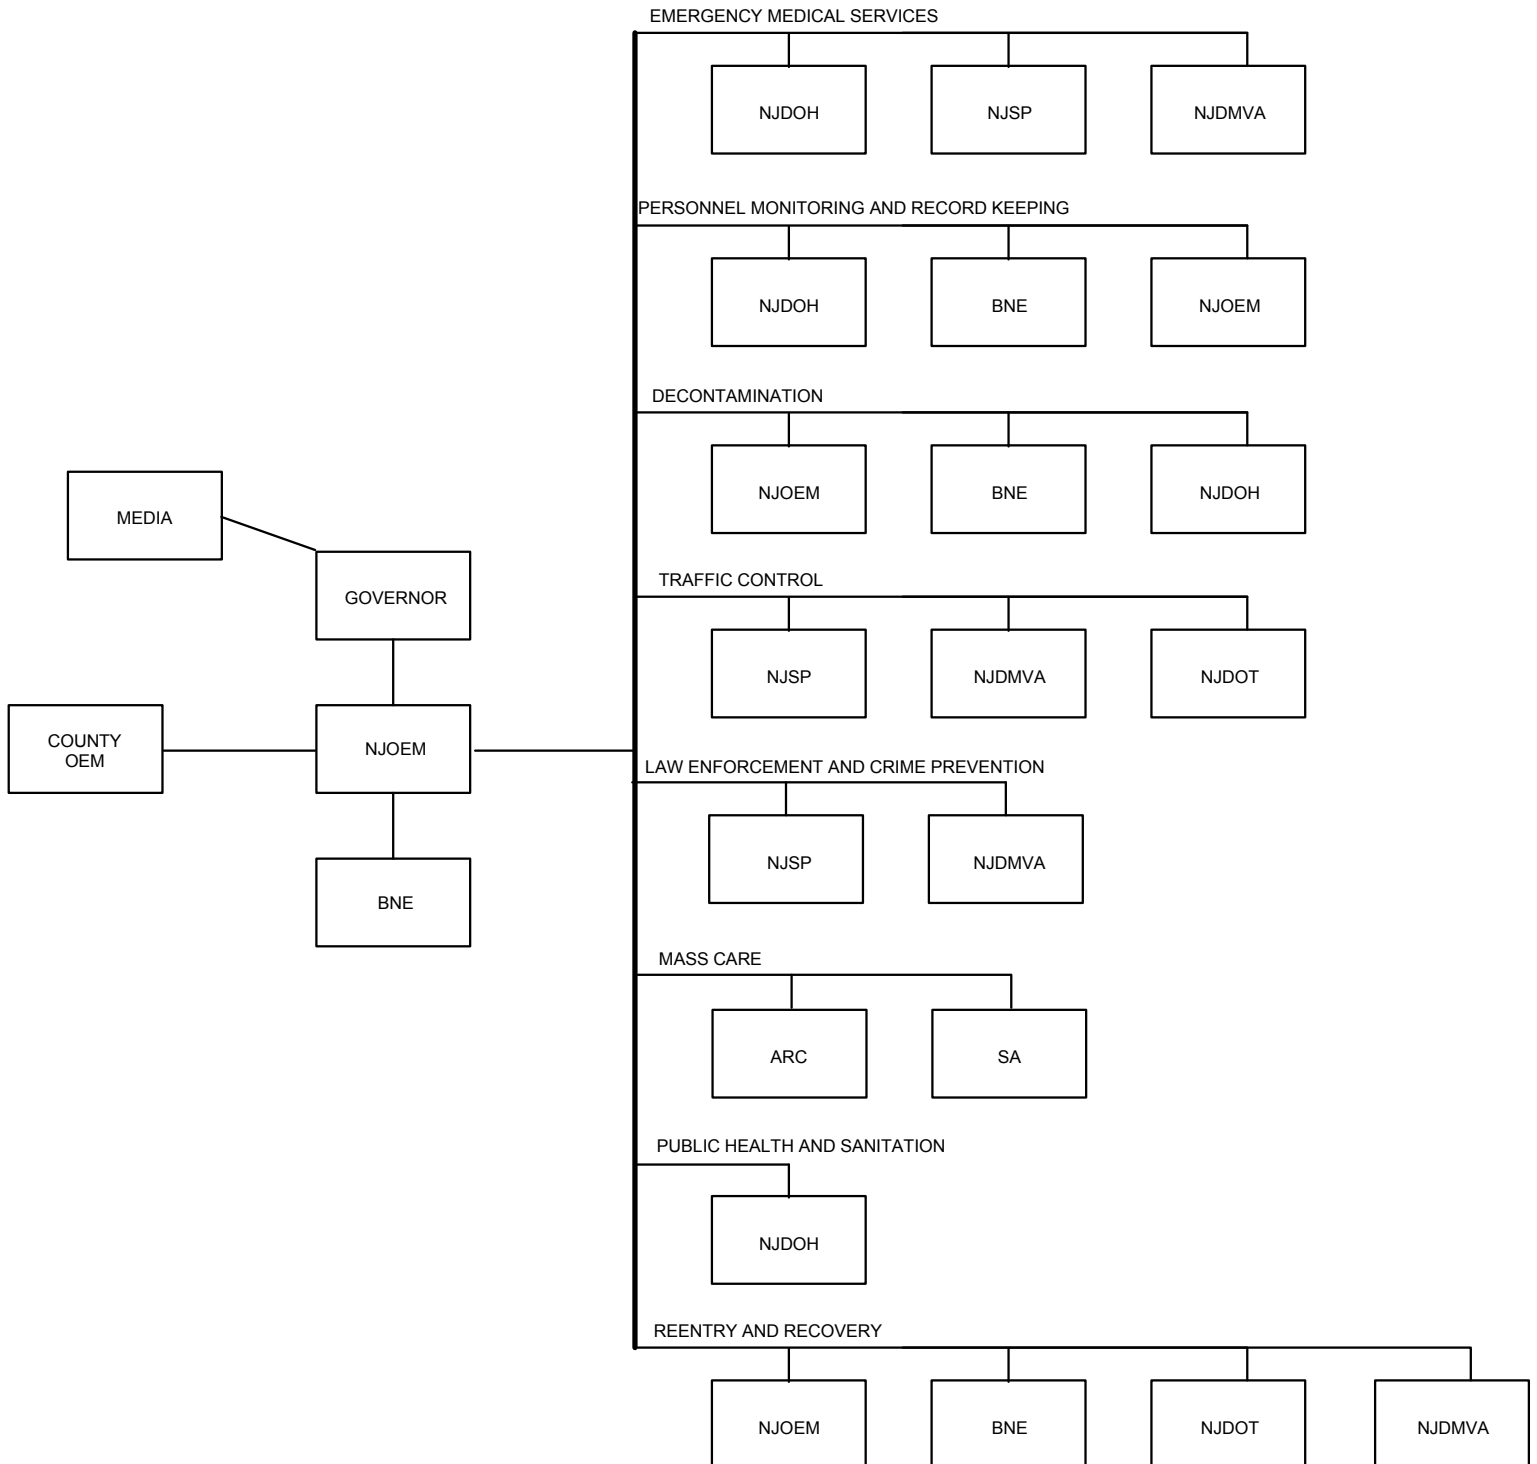 EMERGENCY MEDICAL SERVICES
NJDOH
NJSP
NJDMVA
PERSONNEL MONITORING AND RECORD KEEPING
NJDOH
BNE
NJOEM
DECONTAMINATION
NJOEM
BNE
NJDOH
MEDIA
GOVERNOR
TRAFFIC CONTROL
NJSP
NJDMVA
NJDOT
COUNTY
OEM
NJOEM
BNE
LAW ENFORCEMENT AND CRIME PREVENTION
NJSP
NJDMVA
MASS CARE
ARC
SA
PUBLIC HEALTH AND SANITATION
NJDOH
REENTRY AND RECOVERY
NJOEM
BNE
NJDOT
NJDMVA